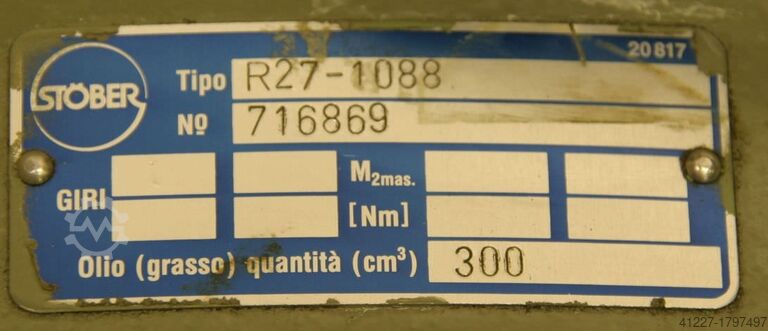 20817
STÖBER
Tipo R27-1088
Nº 716869
GIRI
M2mas.
[Nm]
Olio (grasso) quantità (cm³) 300
41227-1797497